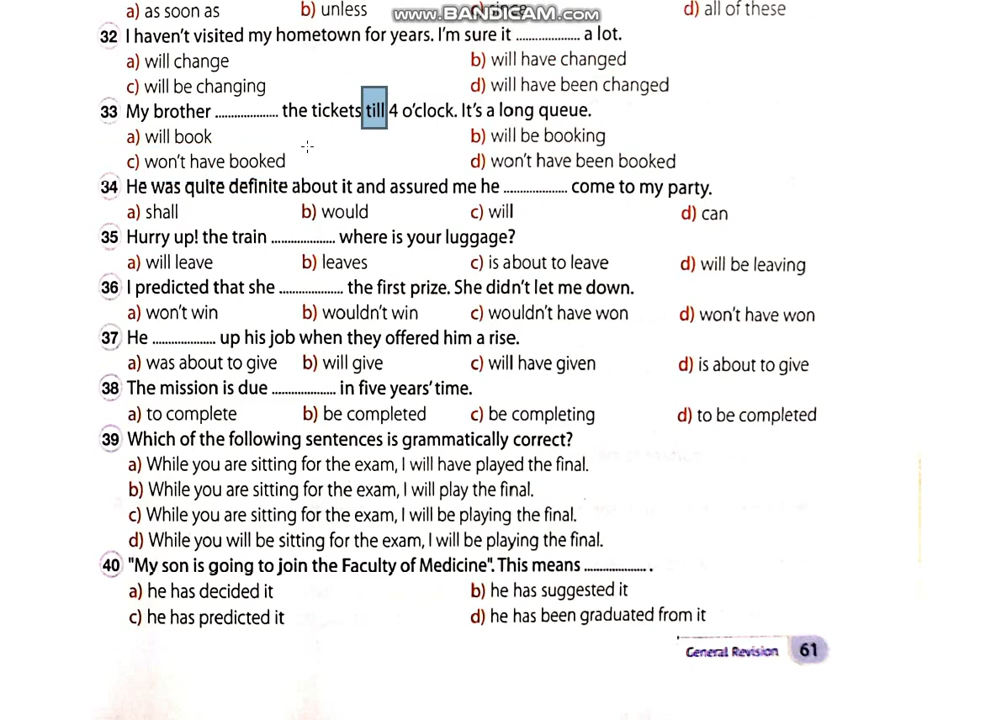 a) as soon as b) unless c) since d) all of these
www.BANDICAM.com
32 I haven't visited my hometown for years. I'm sure it .................... a lot.
a) will change b) will have changed
c) will be changing d) will have been changed
33 My brother .................... the tickets till 4 o'clock. It's a long queue.
a) will book b) will be booking
c) won't have booked d) won't have been booked
34 He was quite definite about it and assured me he .................... come to my party.
a) shall b) would c) will d) can
35 Hurry up! the train .................... where is your luggage?
a) will leave b) leaves c) is about to leave d) will be leaving
36 I predicted that she .................... the first prize. She didn't let me down.
a) won't win b) wouldn't win c) wouldn't have won d) won't have won
37 He .................... up his job when they offered him a rise.
a) was about to give b) will give c) will have given d) is about to give
38 The mission is due .................... in five years' time.
a) to complete b) be completed c) be completing d) to be completed
39 Which of the following sentences is grammatically correct?
a) While you are sitting for the exam, I will have played the final.
b) While you are sitting for the exam, I will play the final.
c) While you are sitting for the exam, I will be playing the final.
d) While you will be sitting for the exam, I will be playing the final.
40 "My son is going to join the Faculty of Medicine". This means .................... .
a) he has decided it b) he has suggested it
c) he has predicted it d) he has been graduated from it
General Revision 61